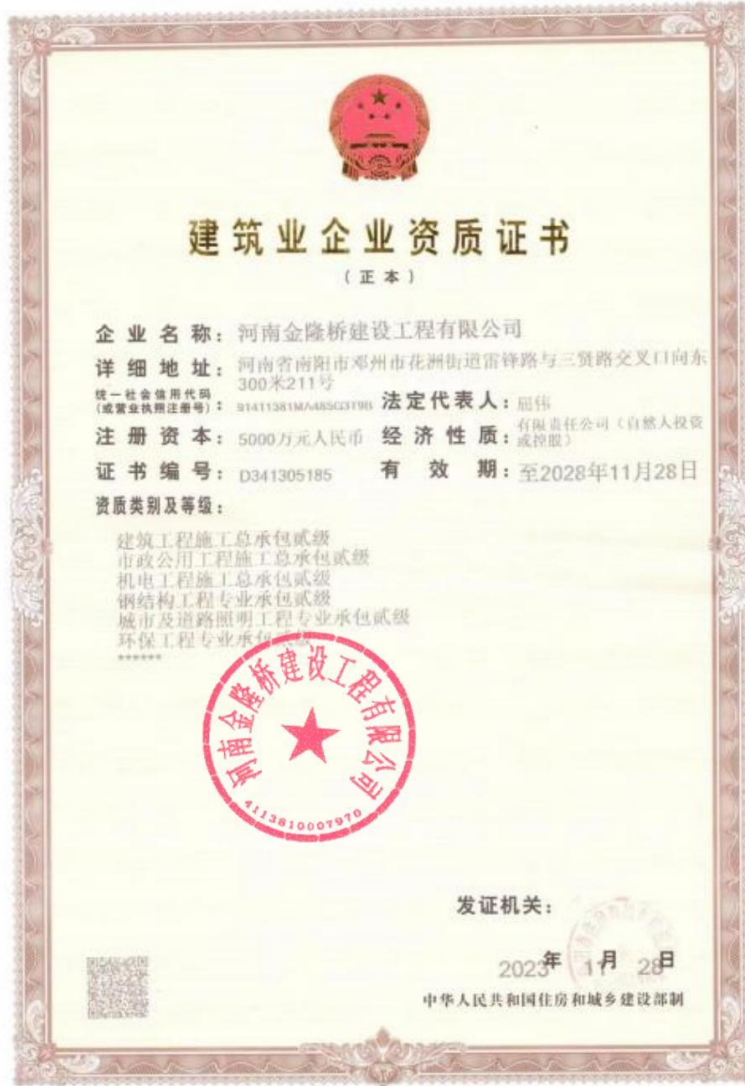 建筑业企业资质证书
（正本）
企业名称：河南金隆桥建设工程有限公司
详细地址：河南省南阳市邓州市花洲街道雷锋路与三贤路交叉口向东
300米211号
统一社会信用代码
（或营业执照注册号）：91411381MA485G3T9B 法定代表人：屈伟
注册资本：5000万元人民币 经济性质：有限责任公司（自然人投资
或控股）
证书编号：D341305185 有效期：至2028年11月28日
资质类别及等级：
建筑工程施工总承包贰级
市政公用工程施工总承包贰级
机电工程施工总承包贰级
钢结构工程专业承包贰级
城市及道路照明工程专业承包贰级
环保工程专业承包贰级
******
河南金隆桥建设工程有限公司
4113810007970
发证机关：
2023年11月28日
中华人民共和国住房和城乡建设部制